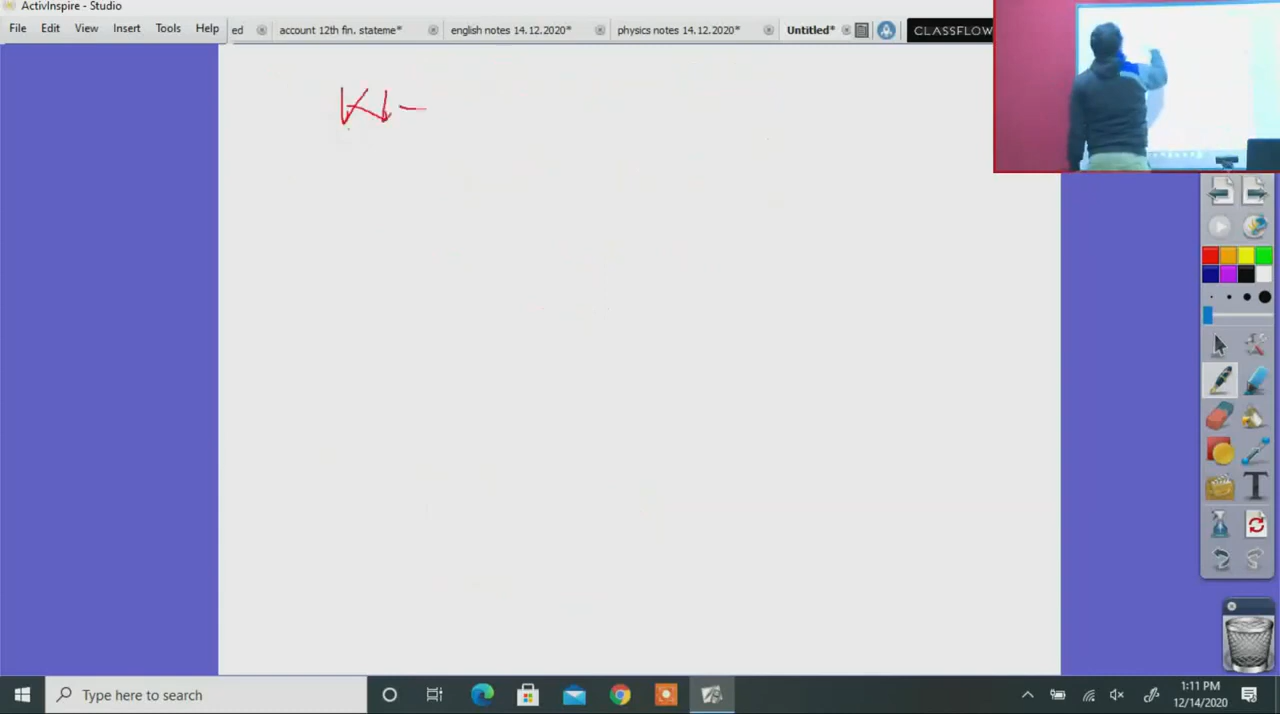 ActivInspire - Studio
File Edit View Insert Tools Help ed account 12th fin. stateme* english notes 14.12.2020* physics notes 14.12.2020* Untitled* CLASSFLOW
T
Type here to search
1:11 PM
12/14/2020